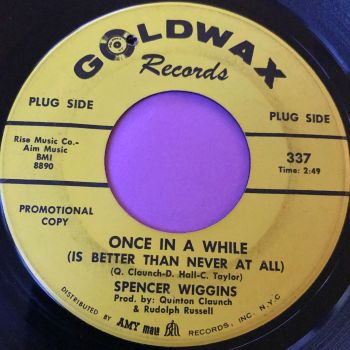 GOLDWAX
Records
PLUG SIDE
PLUG SIDE
Rise Music Co.-
Aim Music
BMI
8890
337
Time: 2:49
PROMOTIONAL
COPY
ONCE IN A WHILE
(IS BETTER THAN NEVER AT ALL)
(Q. Claunch-D. Hall-C. Taylor)
SPENCER WIGGINS
Prod. by: Quinton Claunch
& Rudolph Russell
DISTRIBUTED BY AMY mala Bell RECORDS, INC., N.Y.C